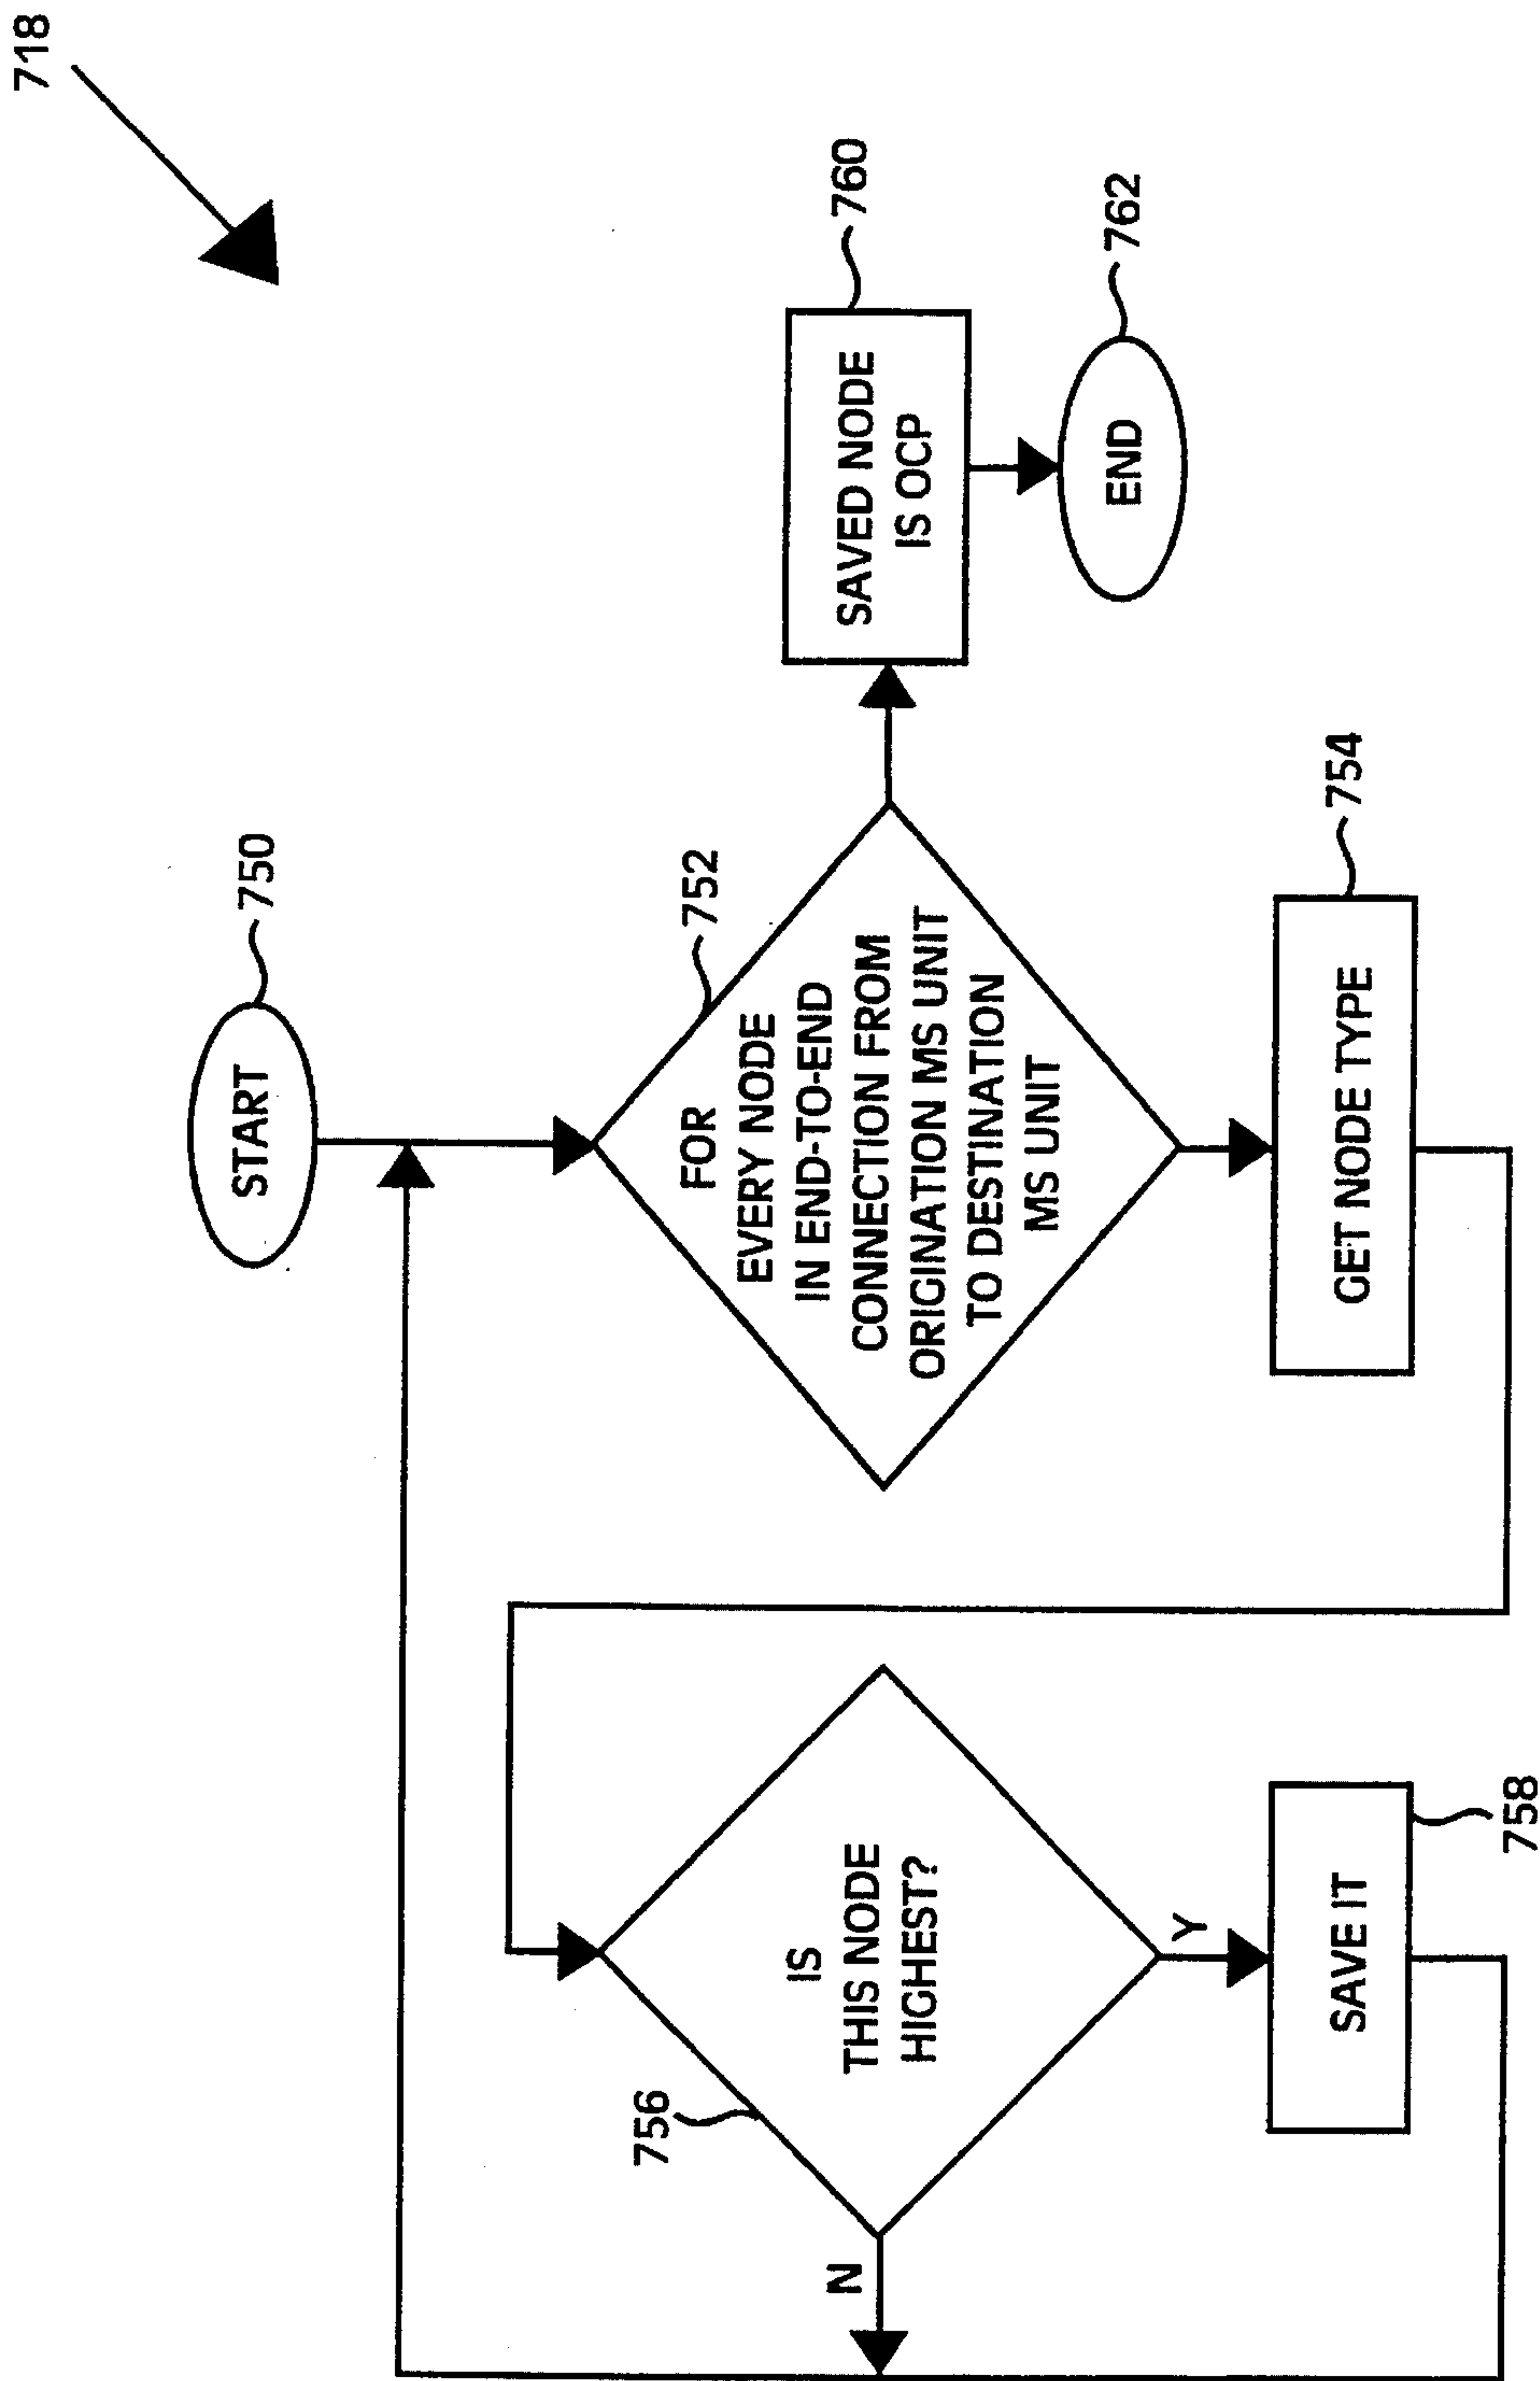 718
START
750
FOR
EVERY NODE
IN END-TO-END
CONNECTION FROM
ORIGINATION MS UNIT
TO DESTINATION
MS UNIT
752
SAVED NODE
IS OCP
760
END
762
GET NODE TYPE
754
IS
THIS NODE
HIGHEST?
756
N
Y
SAVE IT
758